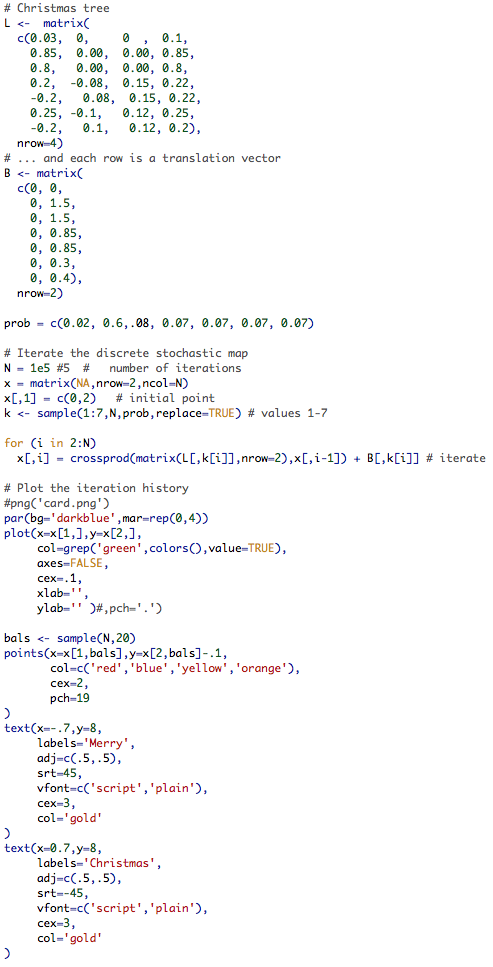 # Christmas tree
L <-  matrix(
  c(0.03,  0,     0  ,  0.1,
    0.85,  0.00,  0.00, 0.85,
    0.8,   0.00,  0.00, 0.8,
    0.2,  -0.08,  0.15, 0.22,
    -0.2,   0.08,  0.15, 0.22,
    0.25, -0.1,   0.12, 0.25,
    -0.2,   0.1,   0.12, 0.2),
  nrow=4)
# ... and each row is a translation vector
B <- matrix(
  c(0, 0,
    0, 1.5,
    0, 1.5,
    0, 0.85,
    0, 0.85,
    0, 0.3,
    0, 0.4),
  nrow=2)

prob = c(0.02, 0.6,.08, 0.07, 0.07, 0.07, 0.07)

# Iterate the discrete stochastic map
N = 1e5 #5  #   number of iterations
x = matrix(NA,nrow=2,ncol=N)
x[,1] = c(0,2)   # initial point
k <- sample(1:7,N,prob,replace=TRUE) # values 1-7

for (i in 2:N)
  x[,i] = crossprod(matrix(L[,k[i]],nrow=2),x[,i-1]) + B[,k[i]] # iterate

# Plot the iteration history
#png('card.png')
par(bg='darkblue',mar=rep(0,4))
plot(x=x[1,],y=x[2,],
     col=grep('green',colors(),value=TRUE),
     axes=FALSE,
     cex=.1,
     xlab='',
     ylab='' )#,pch='.')

bals <- sample(N,20)
points(x=x[1,bals],y=x[2,bals]-.1,
       col=c('red','blue','yellow','orange'),
       cex=2,
       pch=19
)
text(x=-.7,y=8,
     labels='Merry',
     adj=c(.5,.5),
     srt=45,
     vfont=c('script','plain'),
     cex=3,
     col='gold'
)
text(x=0.7,y=8,
     labels='Christmas',
     adj=c(.5,.5),
     srt=-45,
     vfont=c('script','plain'),
     cex=3,
     col='gold'
)